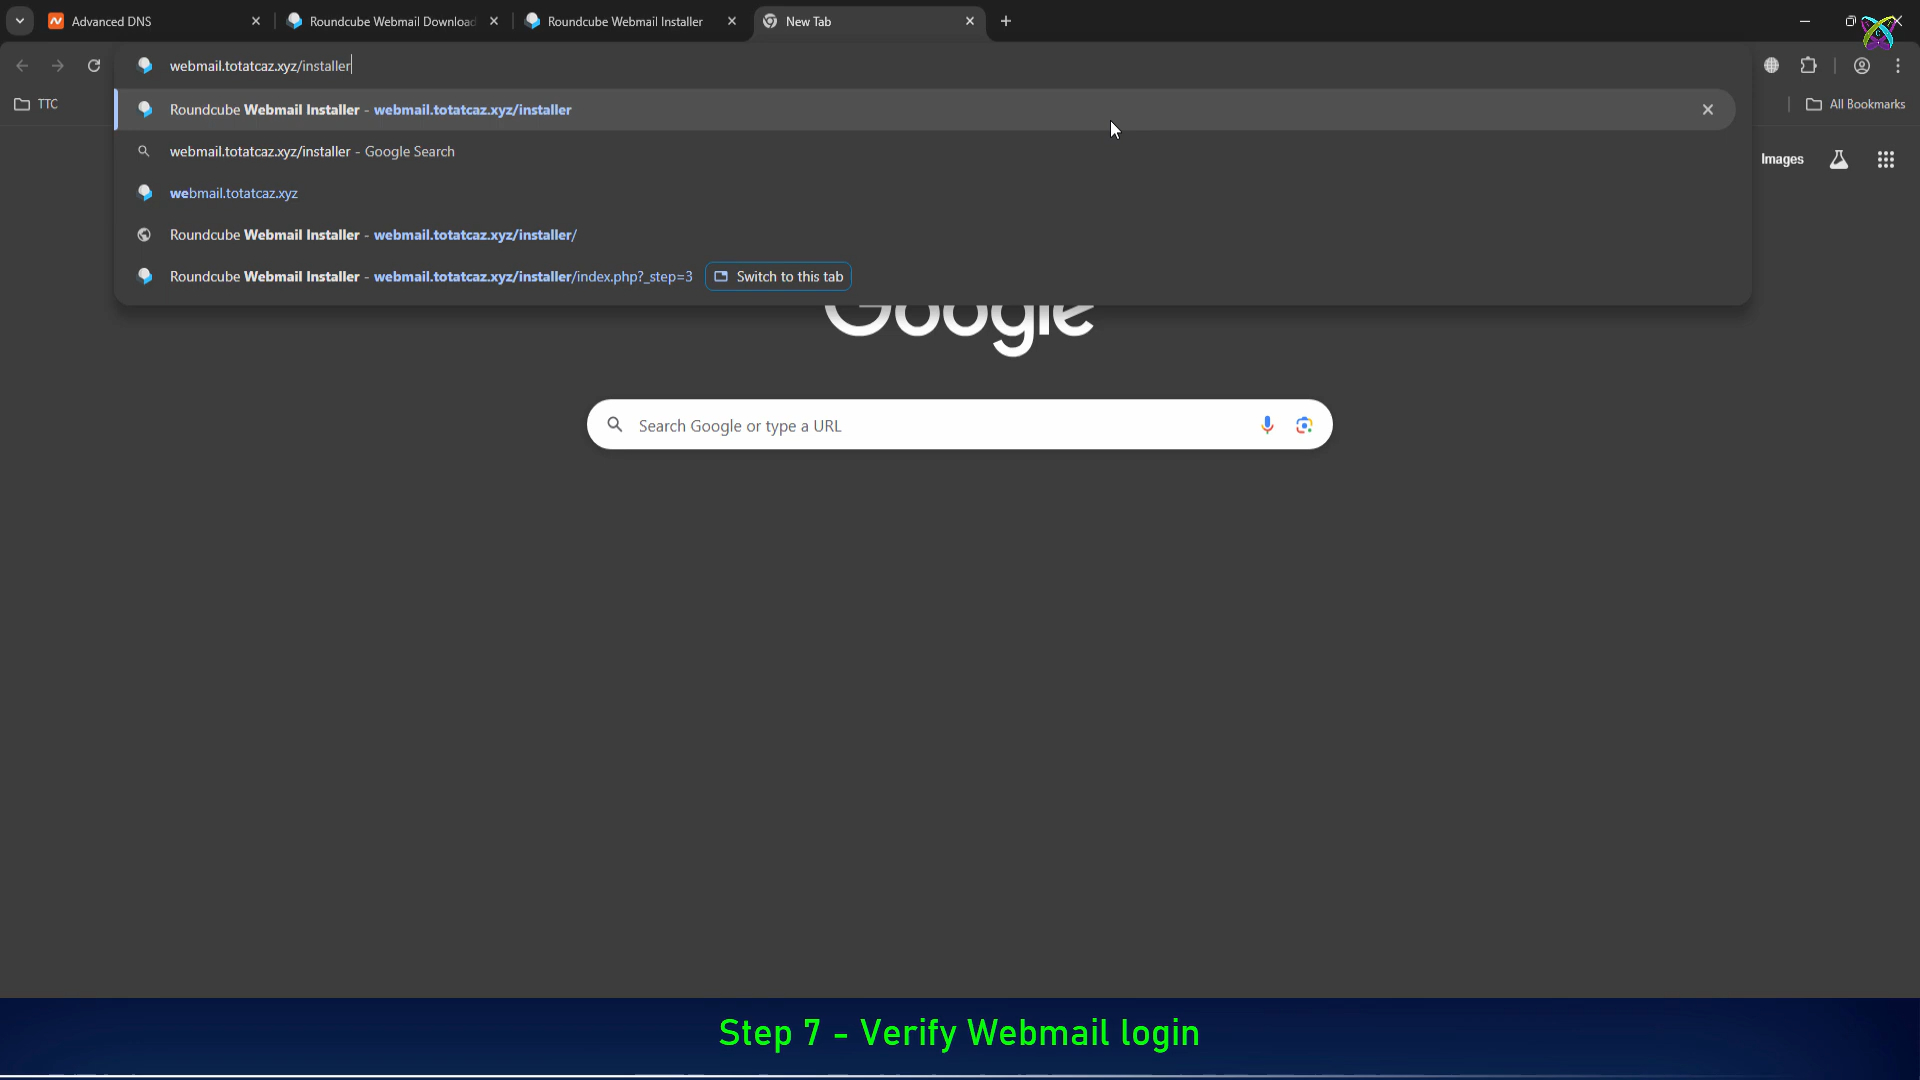 Advanced DNS
Roundcube Webmail Download
Roundcube Webmail Installer
New Tab
webmail.totatcaz.xyz/installer
TTC
All Bookmarks
Roundcube Webmail Installer - webmail.totatcaz.xyz/installer
webmail.totatcaz.xyz/installer - Google Search
Images
webmail.totatcaz.xyz
Roundcube Webmail Installer - webmail.totatcaz.xyz/installer/
Roundcube Webmail Installer - webmail.totatcaz.xyz/installer/index.php?_step=3 Switch to this tab
Google
Search Google or type a URL
Step 7 - Verify Webmail login